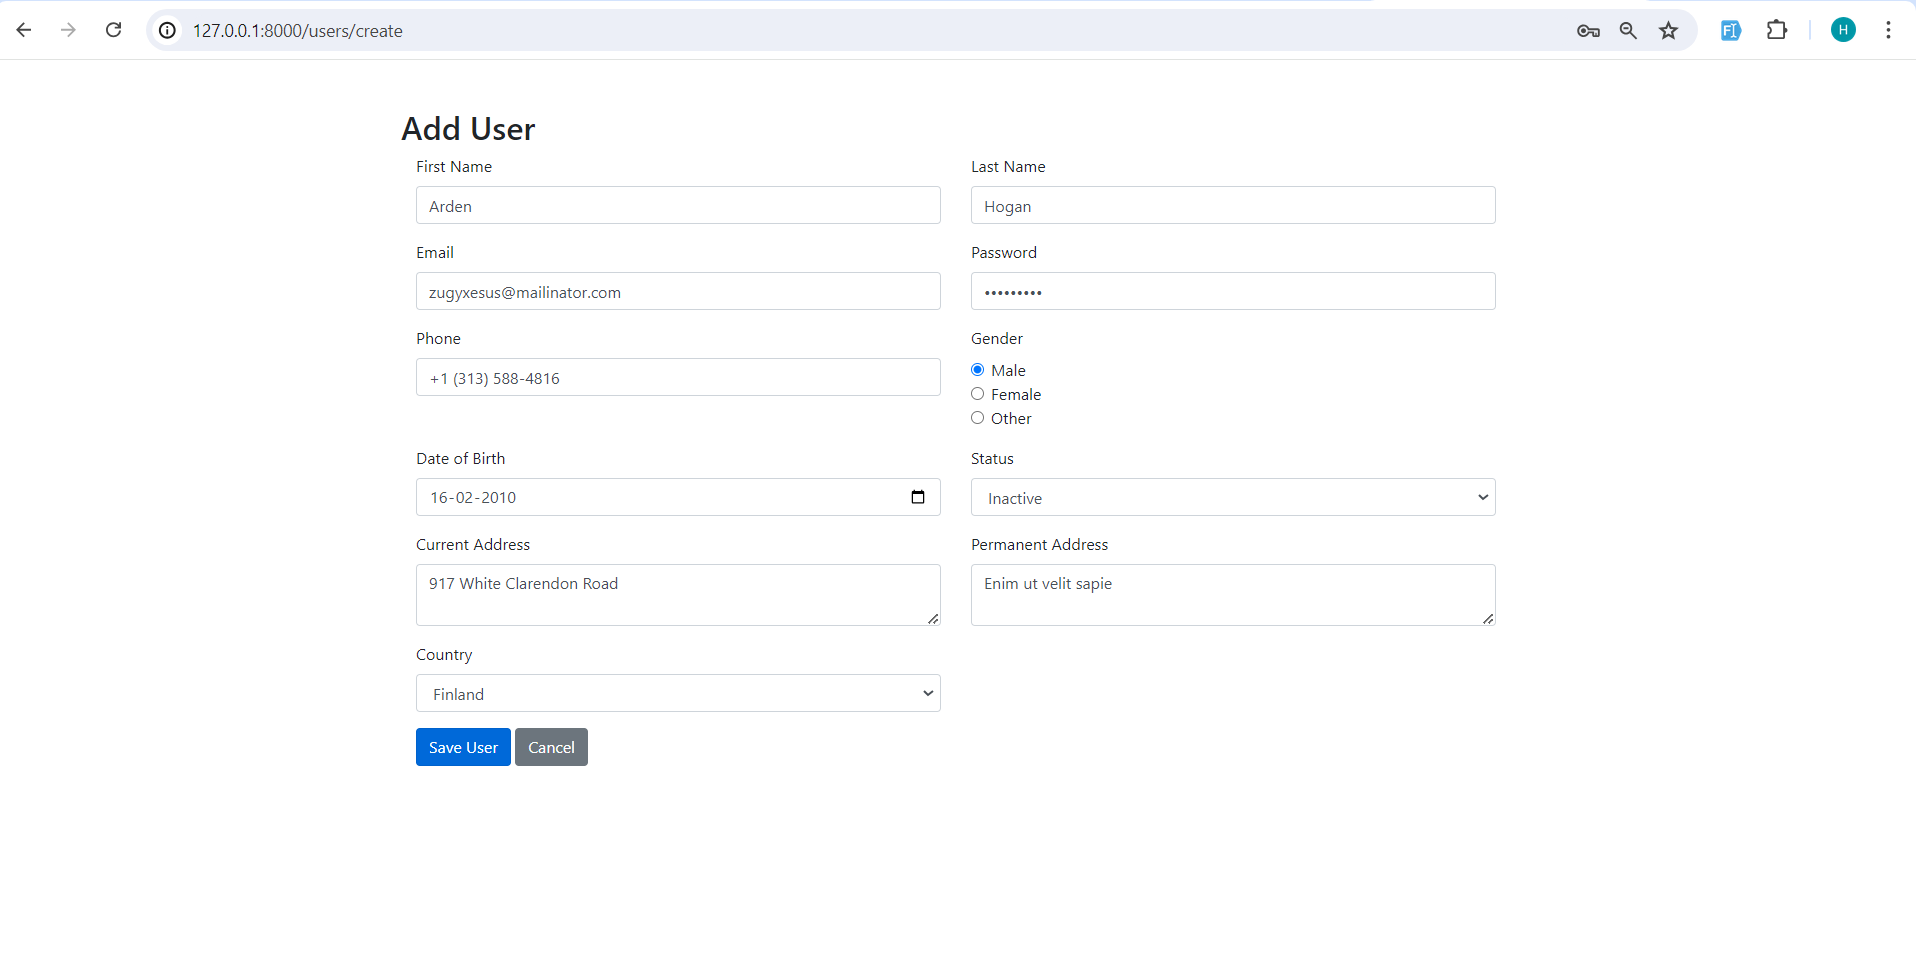 127.0.0.1:8000/users/create
FI
H
Add User
First Name
Last Name
Arden
Hogan
Email
Password
zugyxesus@mailinator.com
•••••••••
Phone
Gender
+1 (313) 588-4816
Male
Female
Other
Date of Birth
Status
16-02-2010
Inactive
Current Address
Permanent Address
917 White Clarendon Road
Enim ut velit sapie
Country
Finland
Save User
Cancel